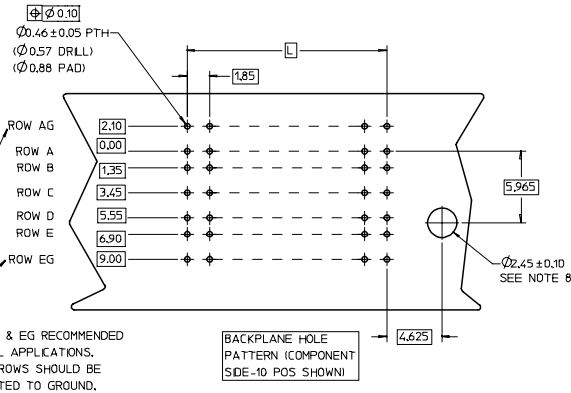 ⌖ Ø 0.10
Ø0.46±0.05 PTH
(Ø0.57 DRILL)
(Ø0.88 PAD)
L
1.85
ROW AG 2.10
ROW A 0.00
ROW B 1.35
ROW C 3.45
ROW D 5.55
ROW E 6.90
ROW EG 9.00
5.965
Ø2.45±0.10
SEE NOTE 8
4.625
& EG RECOMMENDED
L APPLICATIONS.
ROWS SHOULD BE
TED TO GROUND.
BACKPLANE HOLE
PATTERN (COMPONENT
SIDE-10 POS SHOWN)